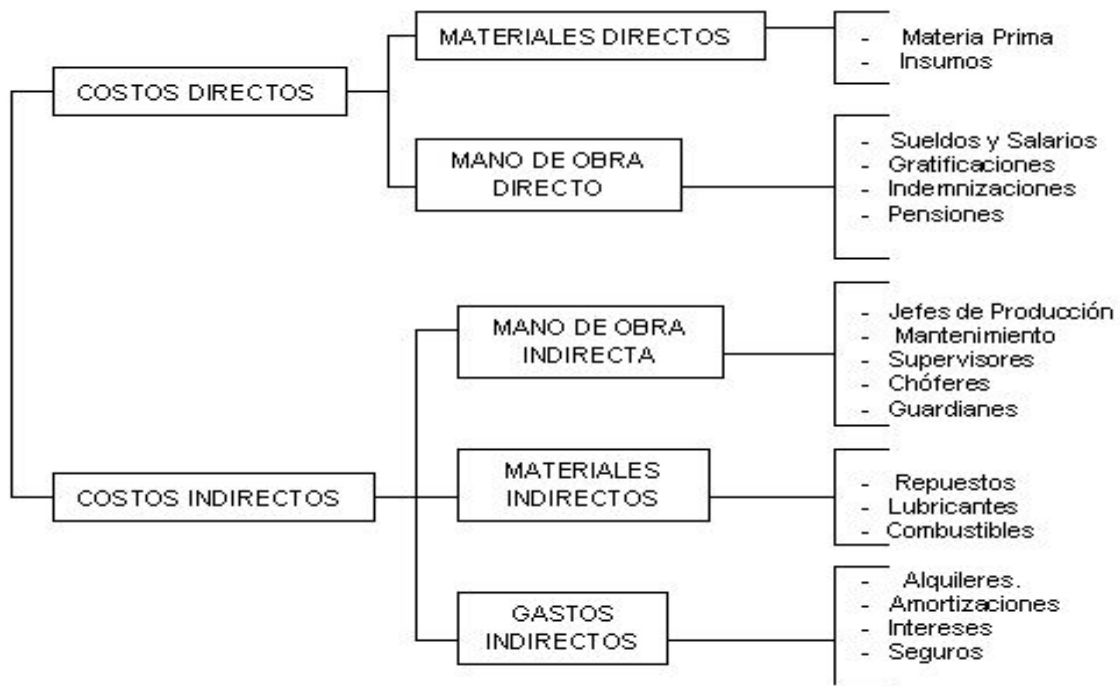 COSTOS DIRECTOS
MATERIALES DIRECTOS
- Materia Prima
- Insumos
MANO DE OBRA
DIRECTO
- Sueldos y Salarios
- Gratificaciones
- Indemnizaciones
- Pensiones
COSTOS INDIRECTOS
MANO DE OBRA
INDIRECTA
- Jefes de Producción
- Mantenimiento
- Supervisores
- Chóferes
- Guardianes
MATERIALES
INDIRECTOS
- Repuestos
- Lubricantes
- Combustibles
GASTOS
INDIRECTOS
- Alquileres.
- Amortizaciones
- Intereses
- Seguros